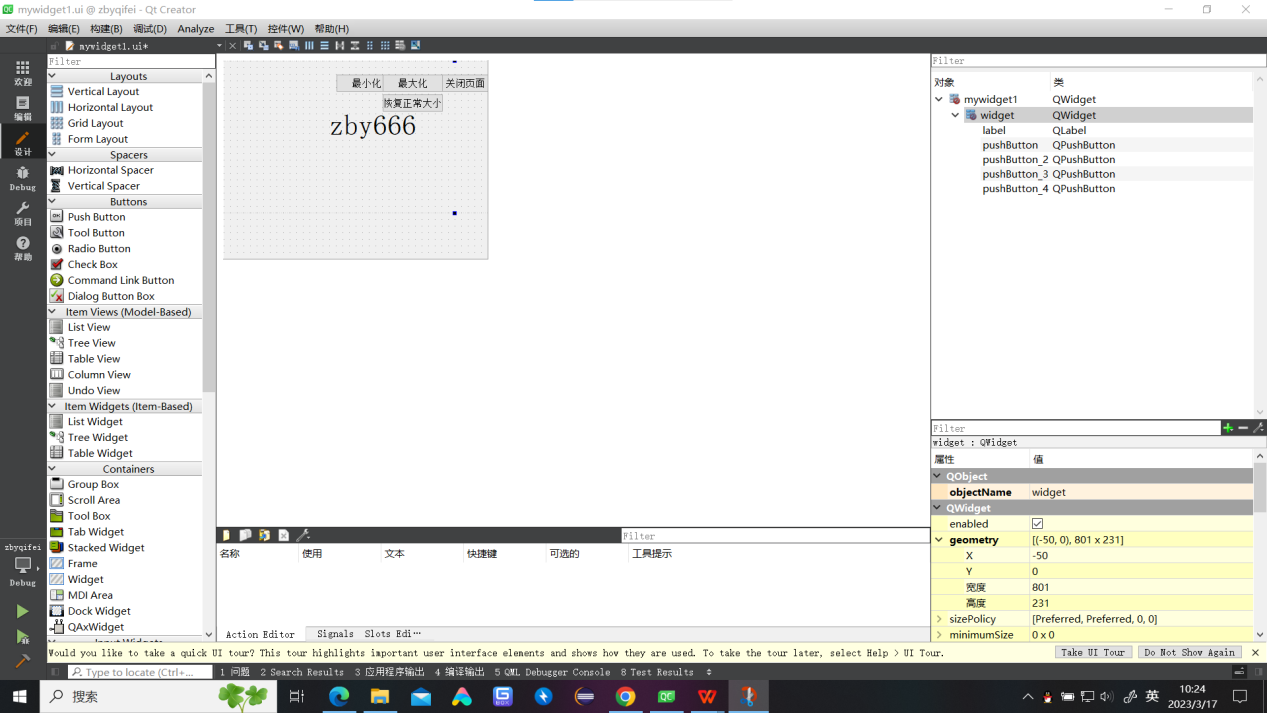 mywidget1.ui @ zbyqifei - Qt Creator
文件(F) 编辑(E) 构建(B) 调试(D) Analyze 工具(T) 控件(W) 帮助(H)
mywidget1.ui*
欢迎
编辑
设计
Debug
项目
帮助
zbyqifei
Debug
Filter
Layouts
Vertical Layout
Horizontal Layout
Grid Layout
Form Layout
Spacers
Horizontal Spacer
Vertical Spacer
Buttons
Push Button
Tool Button
Radio Button
Check Box
Command Link Button
Dialog Button Box
Item Views (Model-Based)
List View
Tree View
Table View
Column View
Undo View
Item Widgets (Item-Based)
List Widget
Tree Widget
Table Widget
Containers
Group Box
Scroll Area
Tool Box
Tab Widget
Stacked Widget
Frame
Widget
MDI Area
Dock Widget
QAxWidget
Input Widgets
最小化 最大化 关闭页面
恢复正常大小
zby666
Filter
名称 使用 文本 快捷键 可选的 工具提示
Action Editor Signals Slots Edi…
Filter
对象 类
mywidget1 QWidget
widget QWidget
label QLabel
pushButton QPushButton
pushButton_2 QPushButton
pushButton_3 QPushButton
pushButton_4 QPushButton
Filter
widget : QWidget
属性 值
QObject
objectName widget
QWidget
enabled
geometry [(-50, 0), 801 x 231]
X -50
Y 0
宽度 801
高度 231
sizePolicy [Preferred, Preferred, 0, 0]
minimumSize 0 x 0
Would you like to take a quick UI tour? This tour highlights important user interface elements and shows how they are used. To take the tour later, select Help > UI Tour. Take UI Tour Do Not Show Again
Type to locate (Ctrl+... 1 问题 2 Search Results 3 应用程序输出 4 编译输出 5 QML Debugger Console 8 Test Results
搜索
英
10:24
2023/3/17